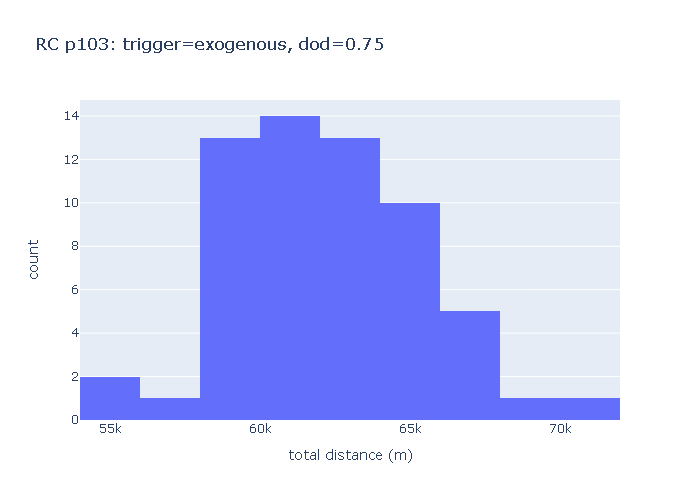 RC p103: trigger=exogenous, dod=0.75
14
12
10
8
6
4
2
0
count
55k
60k
65k
70k
total distance (m)